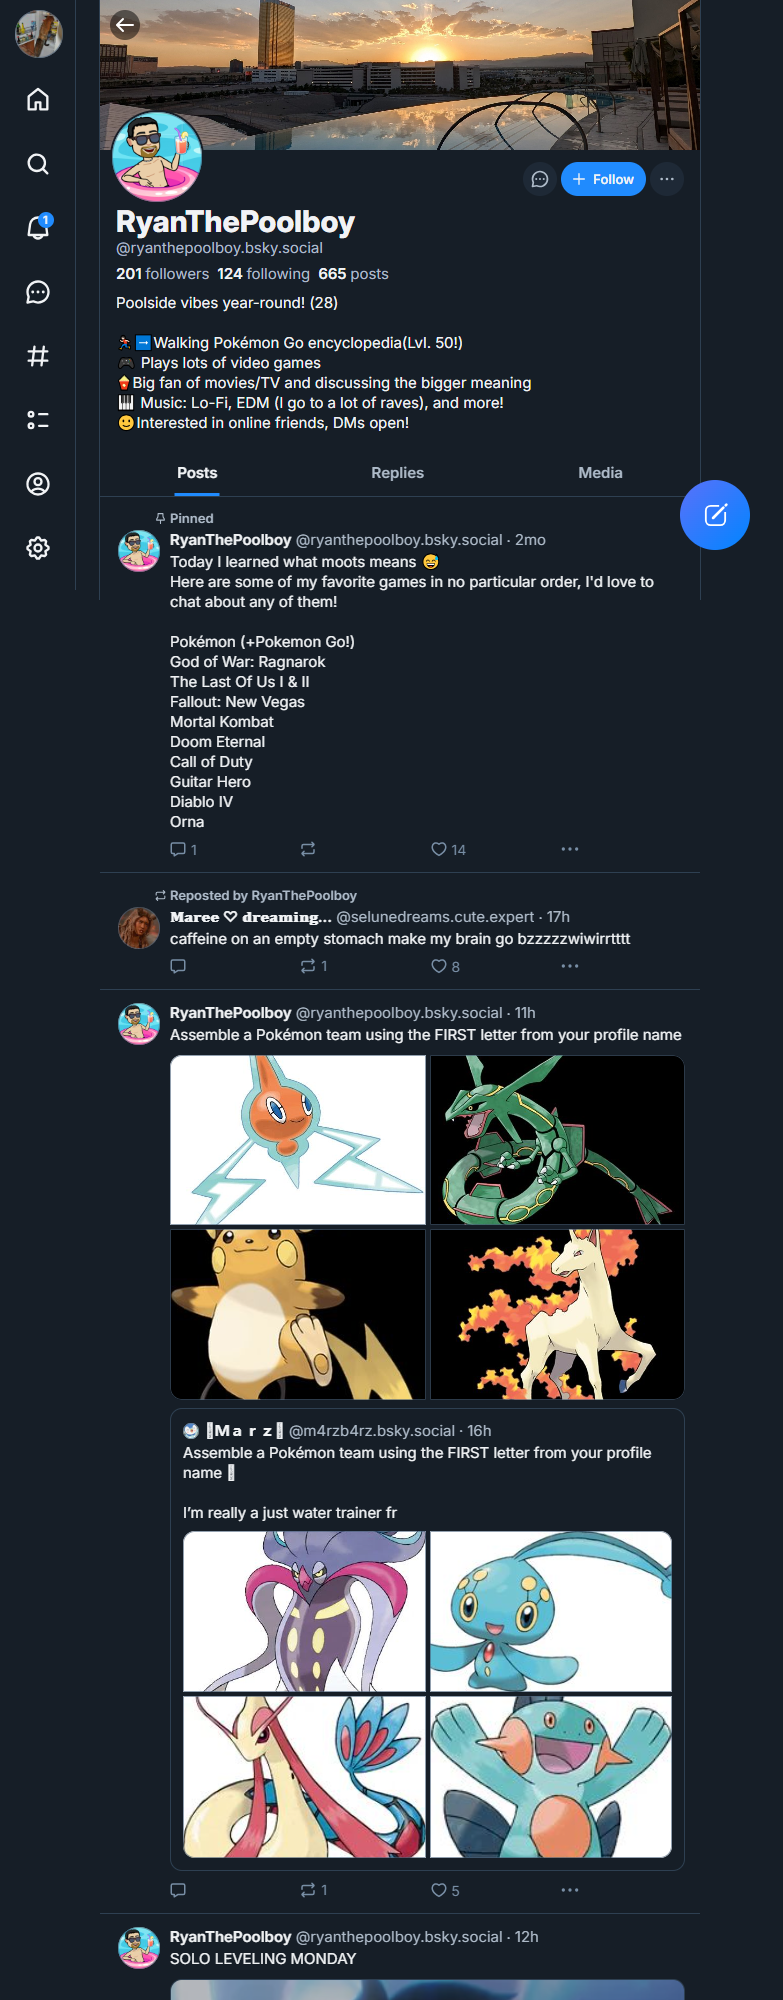 1
Follow
RyanThePoolboy
@ryanthepoolboy.bsky.social
201 followers 124 following 665 posts
Poolside vibes year-round! (28)
Walking Pokémon Go encyclopedia(Lvl. 50!)
Plays lots of video games
Big fan of movies/TV and discussing the bigger meaning
Music: Lo-Fi, EDM (I go to a lot of raves), and more!
Interested in online friends, DMs open!
Posts Replies Media
Pinned
RyanThePoolboy @ryanthepoolboy.bsky.social · 2mo
Today I learned what moots means 😅
Here are some of my favorite games in no particular order, I'd love to
chat about any of them!
Pokémon (+Pokemon Go!)
God of War: Ragnarok
The Last Of Us I & II
Fallout: New Vegas
Mortal Kombat
Doom Eternal
Call of Duty
Guitar Hero
Diablo IV
Orna
1 14
Reposted by RyanThePoolboy
Maree ♡ dreaming... @selunedreams.cute.expert · 17h
caffeine on an empty stomach make my brain go bzzzzzwiwirrtttt
1 8
RyanThePoolboy @ryanthepoolboy.bsky.social · 11h
Assemble a Pokémon team using the FIRST letter from your profile name
Marz @m4rzb4rz.bsky.social · 16h
Assemble a Pokémon team using the FIRST letter from your profile
name
I'm really a just water trainer fr
1 5
RyanThePoolboy @ryanthepoolboy.bsky.social · 12h
SOLO LEVELING MONDAY